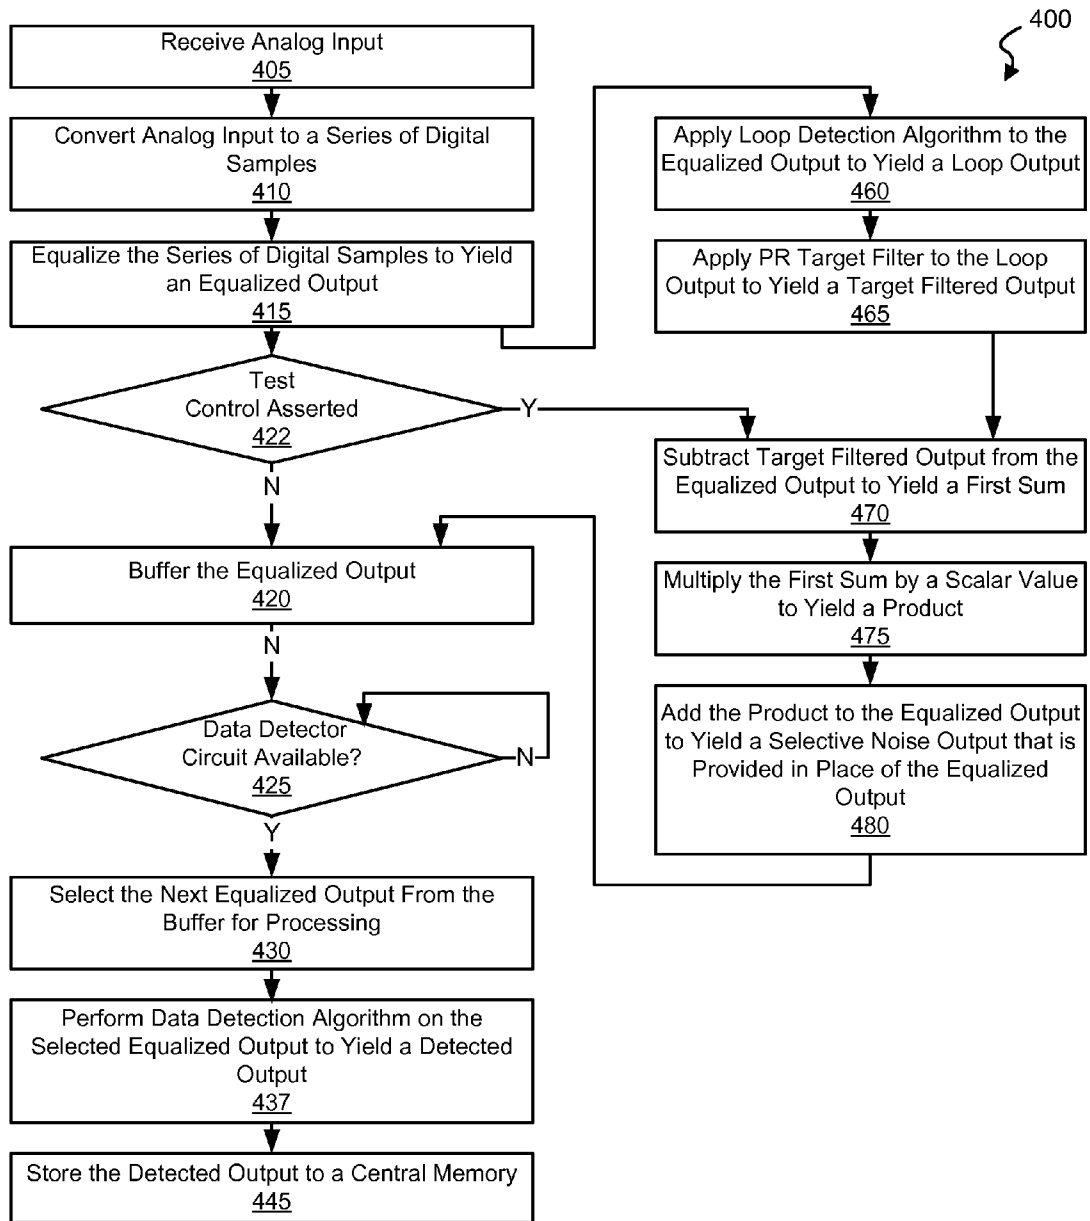 400
Receive Analog Input
405
Convert Analog Input to a Series of Digital
Samples
410
Equalize the Series of Digital Samples to Yield
an Equalized Output
415
Test
Control Asserted
422
Y
N
Buffer the Equalized Output
420
N
Data Detector
Circuit Available?
425
N
Y
Select the Next Equalized Output From the
Buffer for Processing
430
Perform Data Detection Algorithm on the
Selected Equalized Output to Yield a Detected
Output
437
Store the Detected Output to a Central Memory
445
Apply Loop Detection Algorithm to the
Equalized Output to Yield a Loop Output
460
Apply PR Target Filter to the Loop
Output to Yield a Target Filtered Output
465
Subtract Target Filtered Output from the
Equalized Output to Yield a First Sum
470
Multiply the First Sum by a Scalar Value
to Yield a Product
475
Add the Product to the Equalized Output
to Yield a Selective Noise Output that is
Provided in Place of the Equalized
Output
480